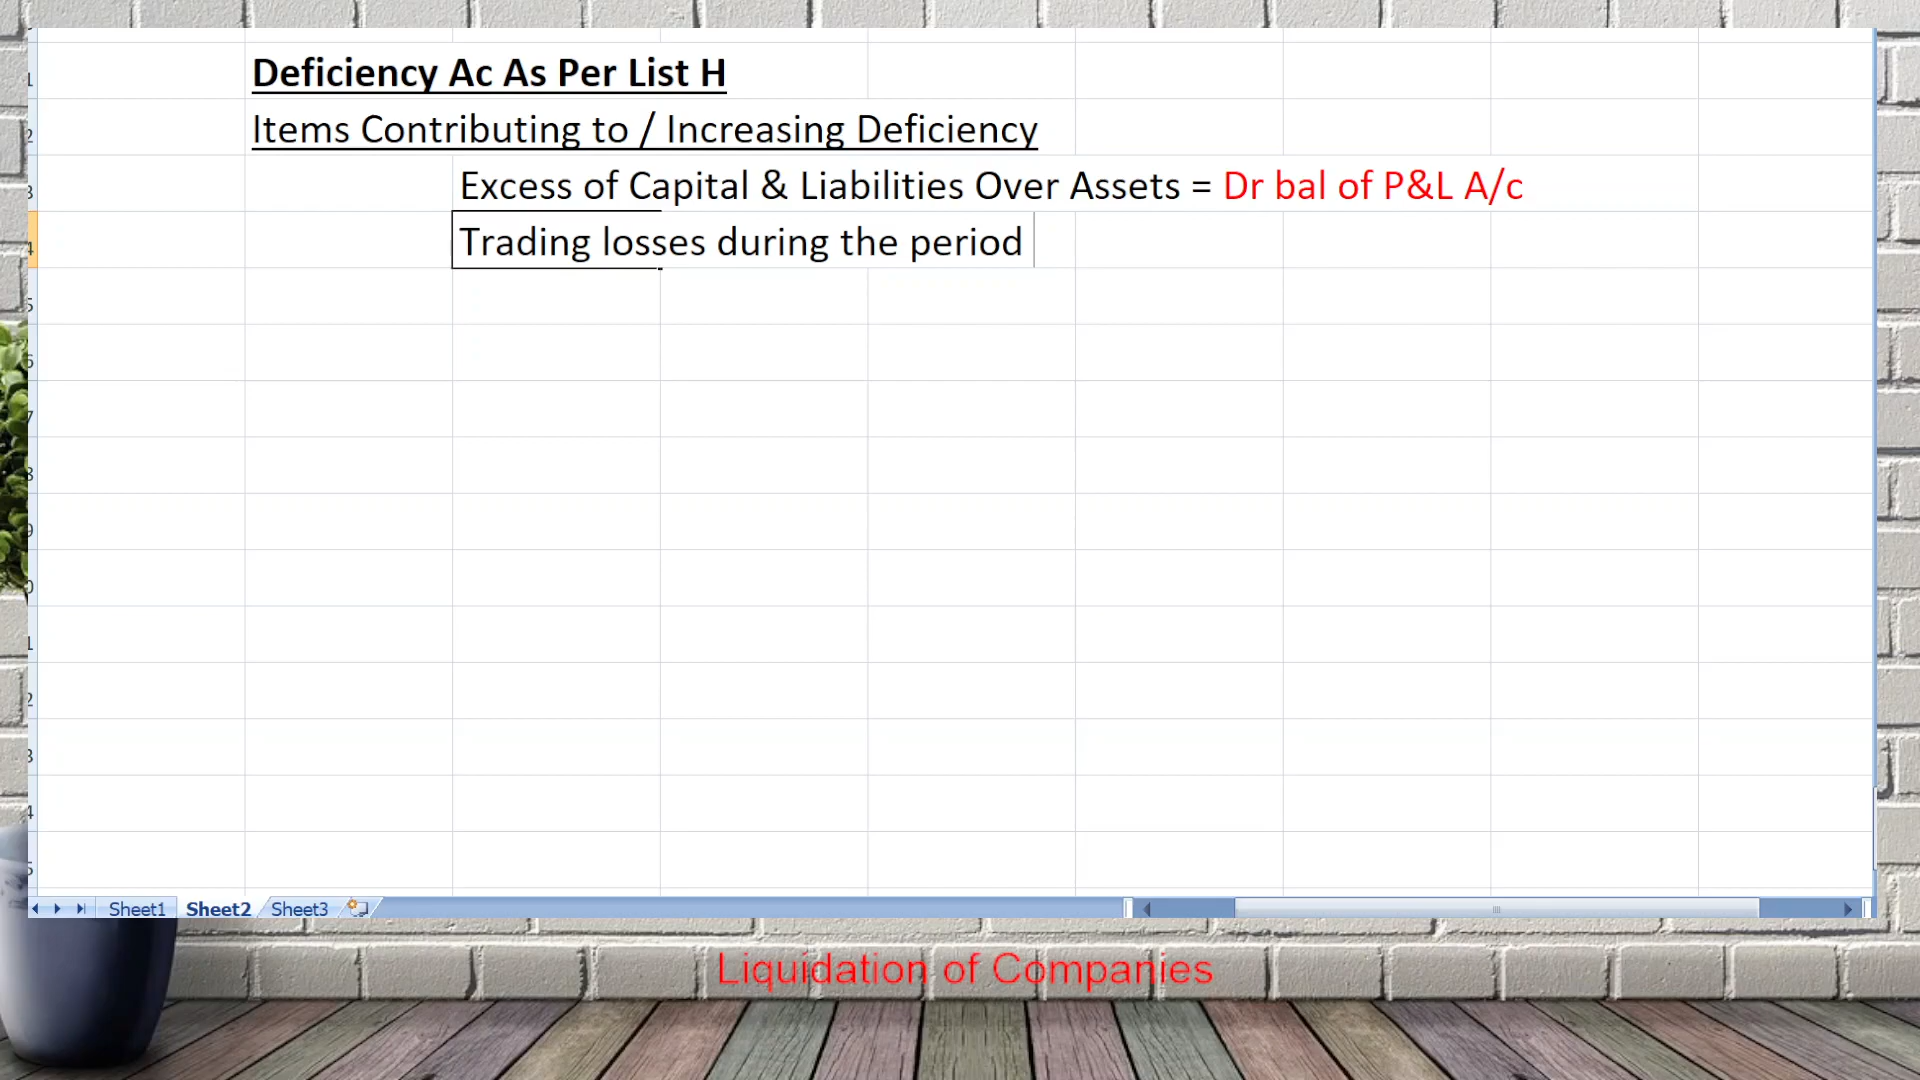 Deficiency Ac As Per List H
Items Contributing to / Increasing Deficiency
Excess of Capital & Liabilities Over Assets = Dr bal of P&L A/c
Trading losses during the period
Sheet1 Sheet2 Sheet3
Liquidation of Companies